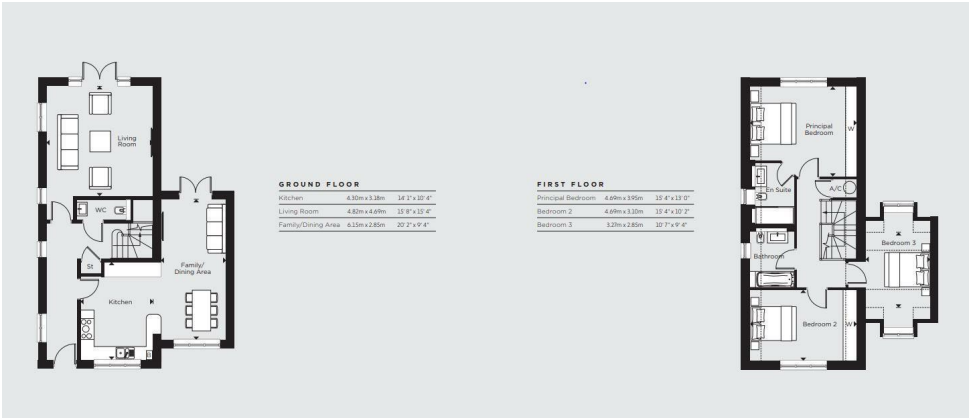 Living
Room
WC
St
Family/
Dining Area
Kitchen
GROUND FLOOR
Kitchen 4.30m x 3.18m 14' 1" x 10' 4"
Living Room 4.82m x 4.69m 15' 8" x 15' 4"
Family/Dining Area 6.15m x 2.85m 20' 2" x 9' 4"
FIRST FLOOR
Principal Bedroom 4.69m x 3.95m 15' 4" x 13' 0"
Bedroom 2 4.69m x 3.10m 15' 4" x 10' 2"
Bedroom 3 3.27m x 2.85m 10' 7" x 9' 4"
Principal
Bedroom
W
En Suite
A/C
Bathroom
Bedroom 3
Bedroom 2
W